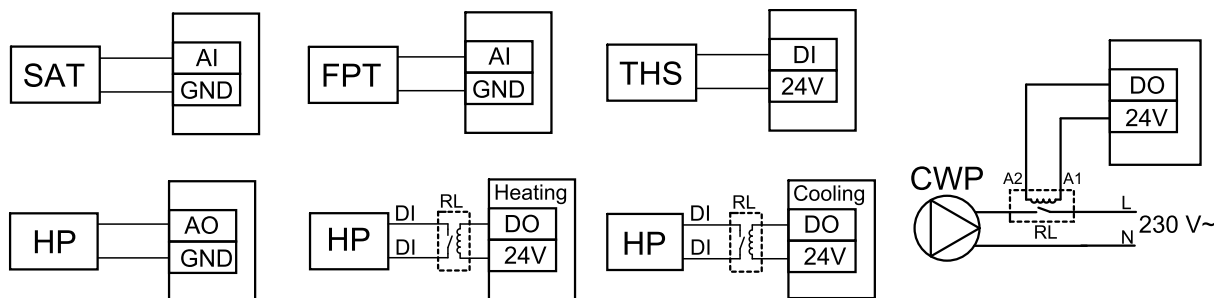 SAT
AI
GND
FPT
AI
GND
THS
DI
24V
DO
24V
CWP
A2
A1
RL
L
N
230 V~
HP
AO
GND
HP
DI
DI
RL
Heating
DO
24V
HP
DI
DI
RL
Cooling
DO
24V